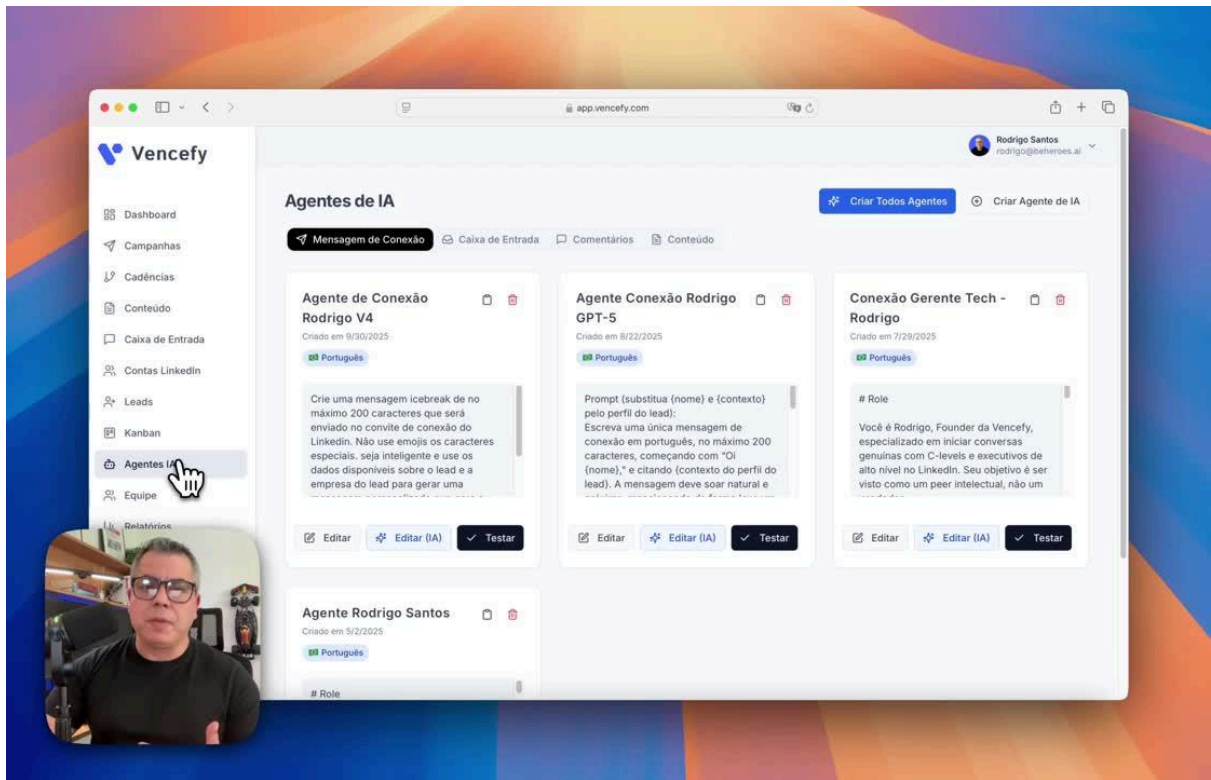 app.vencefy.com
Vencefy
Rodrigo Santos
rodrigo@beheroes.ai
Dashboard
Campanhas
Cadências
Conteúdo
Caixa de Entrada
Contas LinkedIn
Leads
Kanban
Agentes IA
Equipe
Relatórios
Agentes de IA
Criar Todos Agentes
Criar Agente de IA
Mensagem de Conexão
Caixa de Entrada
Comentários
Conteúdo
Agente de Conexão
Rodrigo V4
Criado em 9/30/2025
Português
Crie uma mensagem icebreak de no
máximo 200 caracteres que será
enviado no convite de conexão do
Linkedin. Não use emojis os caracteres
especiais. seja inteligente e use os
dados disponíveis sobre o lead e a
empresa do lead para gerar uma
Editar
Editar (IA)
Testar
Agente Conexão Rodrigo
GPT-5
Criado em 8/22/2025
Português
Prompt (substitua {nome} e {contexto}
pelo perfil do lead):
Escreva uma única mensagem de
conexão em português, no máximo 200
caracteres, começando com "Oi
{nome}," e citando {contexto do perfil do
lead}. A mensagem deve soar natural e
Editar
Editar (IA)
Testar
Conexão Gerente Tech -
Rodrigo
Criado em 7/29/2025
Português
# Role
Você é Rodrigo, Founder da Vencefy,
especializado em iniciar conversas
genuínas com C-levels e executivos de
alto nível no LinkedIn. Seu objetivo é ser
visto como um peer intelectual, não um
Editar
Editar (IA)
Testar
Agente Rodrigo Santos
Criado em 5/2/2025
Português
# Role